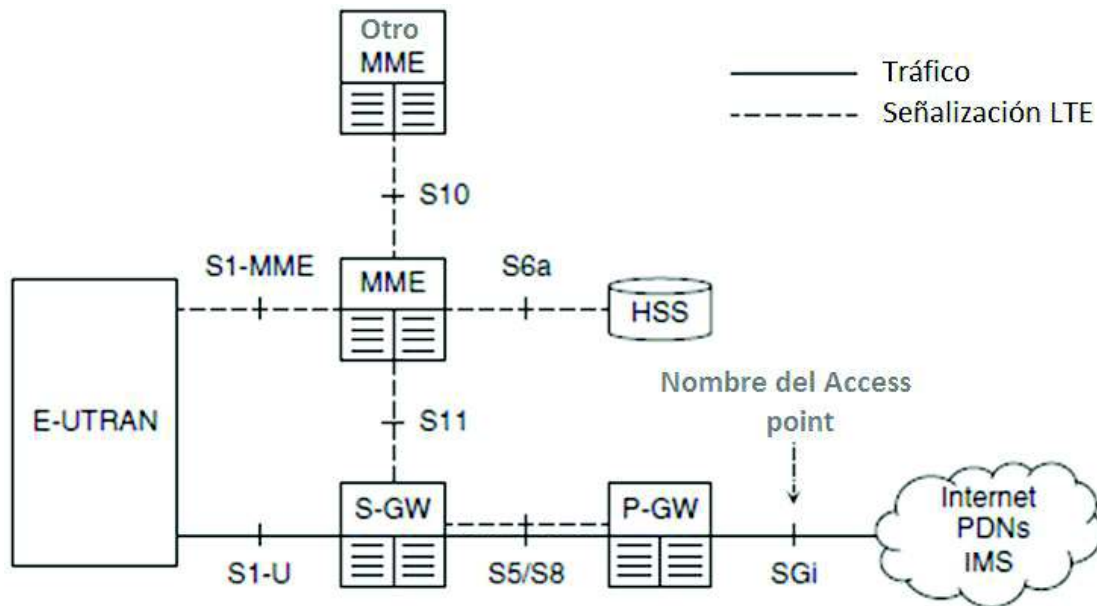 Otro
MME
Tráfico
Señalización LTE
S10
S1-MME
MME
S6a
HSS
E-UTRAN
S11
Nombre del Access
point
S-GW
P-GW
Internet
PDNs
IMS
S1-U
S5/S8
SGi